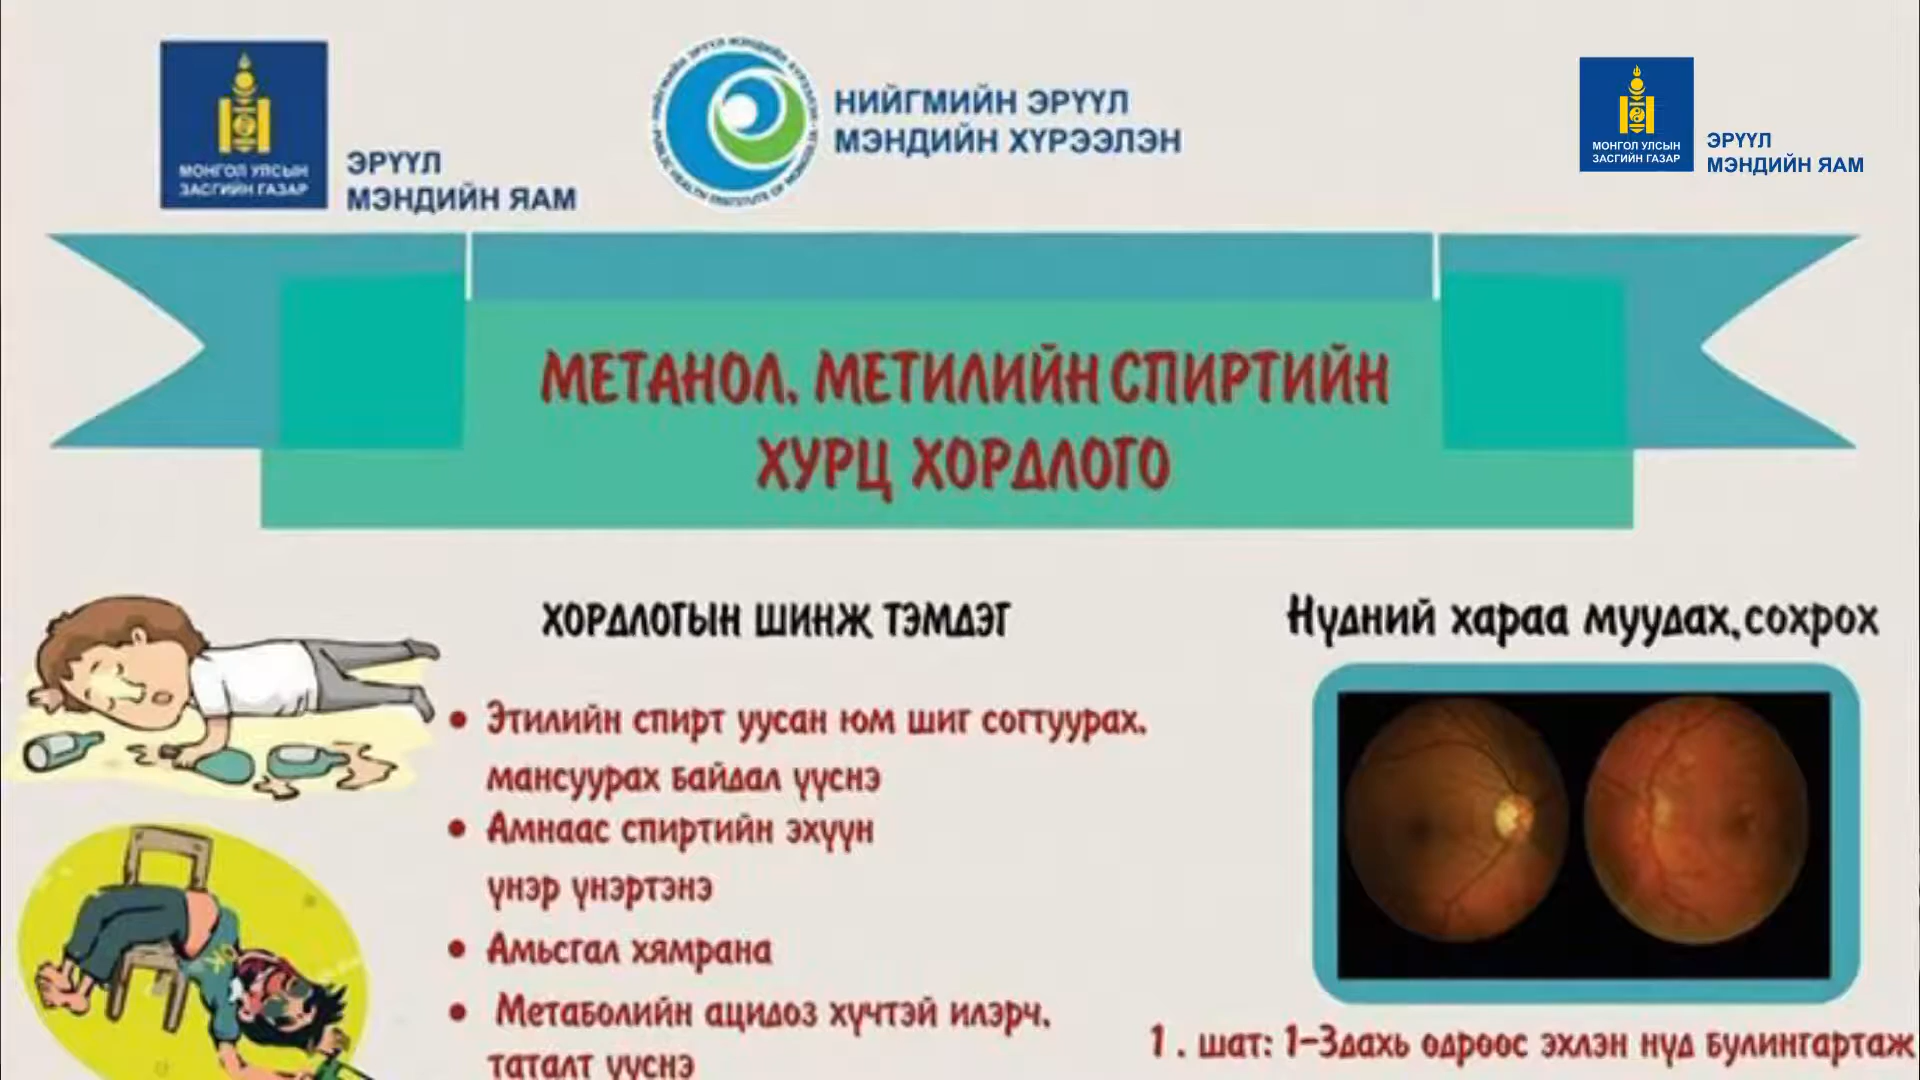 МОНГОЛ УЛСЫН
ЗАСГИЙН ГАЗАР
ЭРҮҮЛ
МЭНДИЙН ЯАМ
НИЙГМИЙН ЭРҮҮЛ
МЭНДИЙН ХҮРЭЭЛЭН
МОНГОЛ УЛСЫН
ЗАСГИЙН ГАЗАР
ЭРҮҮЛ
МЭНДИЙН ЯАМ
МЕТАНОЛ, МЕТИЛИЙН СПИРТИЙН
ХУРЦ ХОРДЛОГО
ХОРДЛОГЫН ШИНЖ ТЭМДЭГ
• Этилийн спирт уусан юм шиг согтуурах,
мансуурах байдал үүснэ
• Амнаас спиртийн эхүүн
үнэр үнэртэнэ
• Амьсгал хямрана
• Метаболийн ацидоз хүчтэй илэрч,
таталт үүснэ
Нүдний хараа муудах, сохрох
1. шат: 1-3дахь өдрөөс эхлэн нүд бүлингартаж